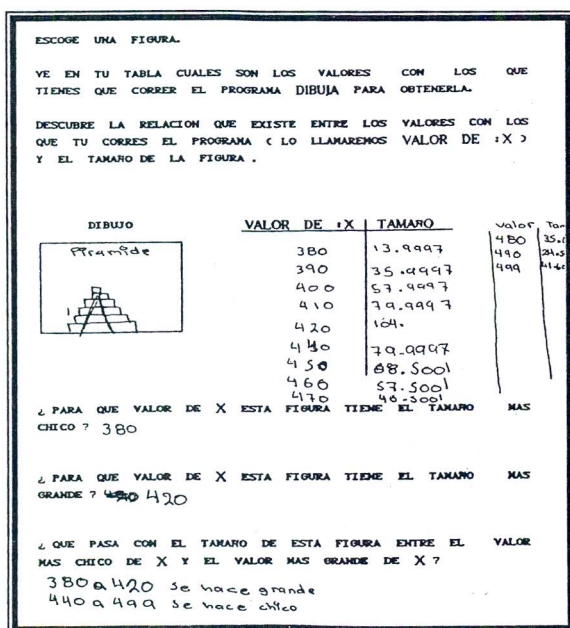 ESCOGE UNA FIGURA.
VE EN TU TABLA CUALES SON LOS VALORES CON LOS QUE
TIENES QUE CORRER EL PROGRAMA DIBUJA PARA OBTENERLA.
DESCUBRE LA RELACION QUE EXISTE ENTRE LOS VALORES CON LOS
QUE TU CORRES EL PROGRAMA ( LO LLAMAREMOS VALOR DE :X )
Y EL TAMAÑO DE LA FIGURA .
DIBUJO
Piramide
VALOR DE :X TAMAÑO
380 13.9997
390 35.9997
400 57.9997
410 79.9997
420 104.
440 79.9997
450 68.5001
460 57.5001
470 46.5001
valor Tam
480 35.
490
499
¿ PARA QUE VALOR DE X ESTA FIGURA TIENE EL TAMAÑO MAS
CHICO ? 380
¿ PARA QUE VALOR DE X ESTA FIGURA TIENE EL TAMAÑO MAS
GRANDE ? 420
¿ QUE PASA CON EL TAMAÑO DE ESTA FIGURA ENTRE EL VALOR
MAS CHICO DE X Y EL VALOR MAS GRANDE DE X ?
380 a 420 se hace grande
440 a 499 se hace chico